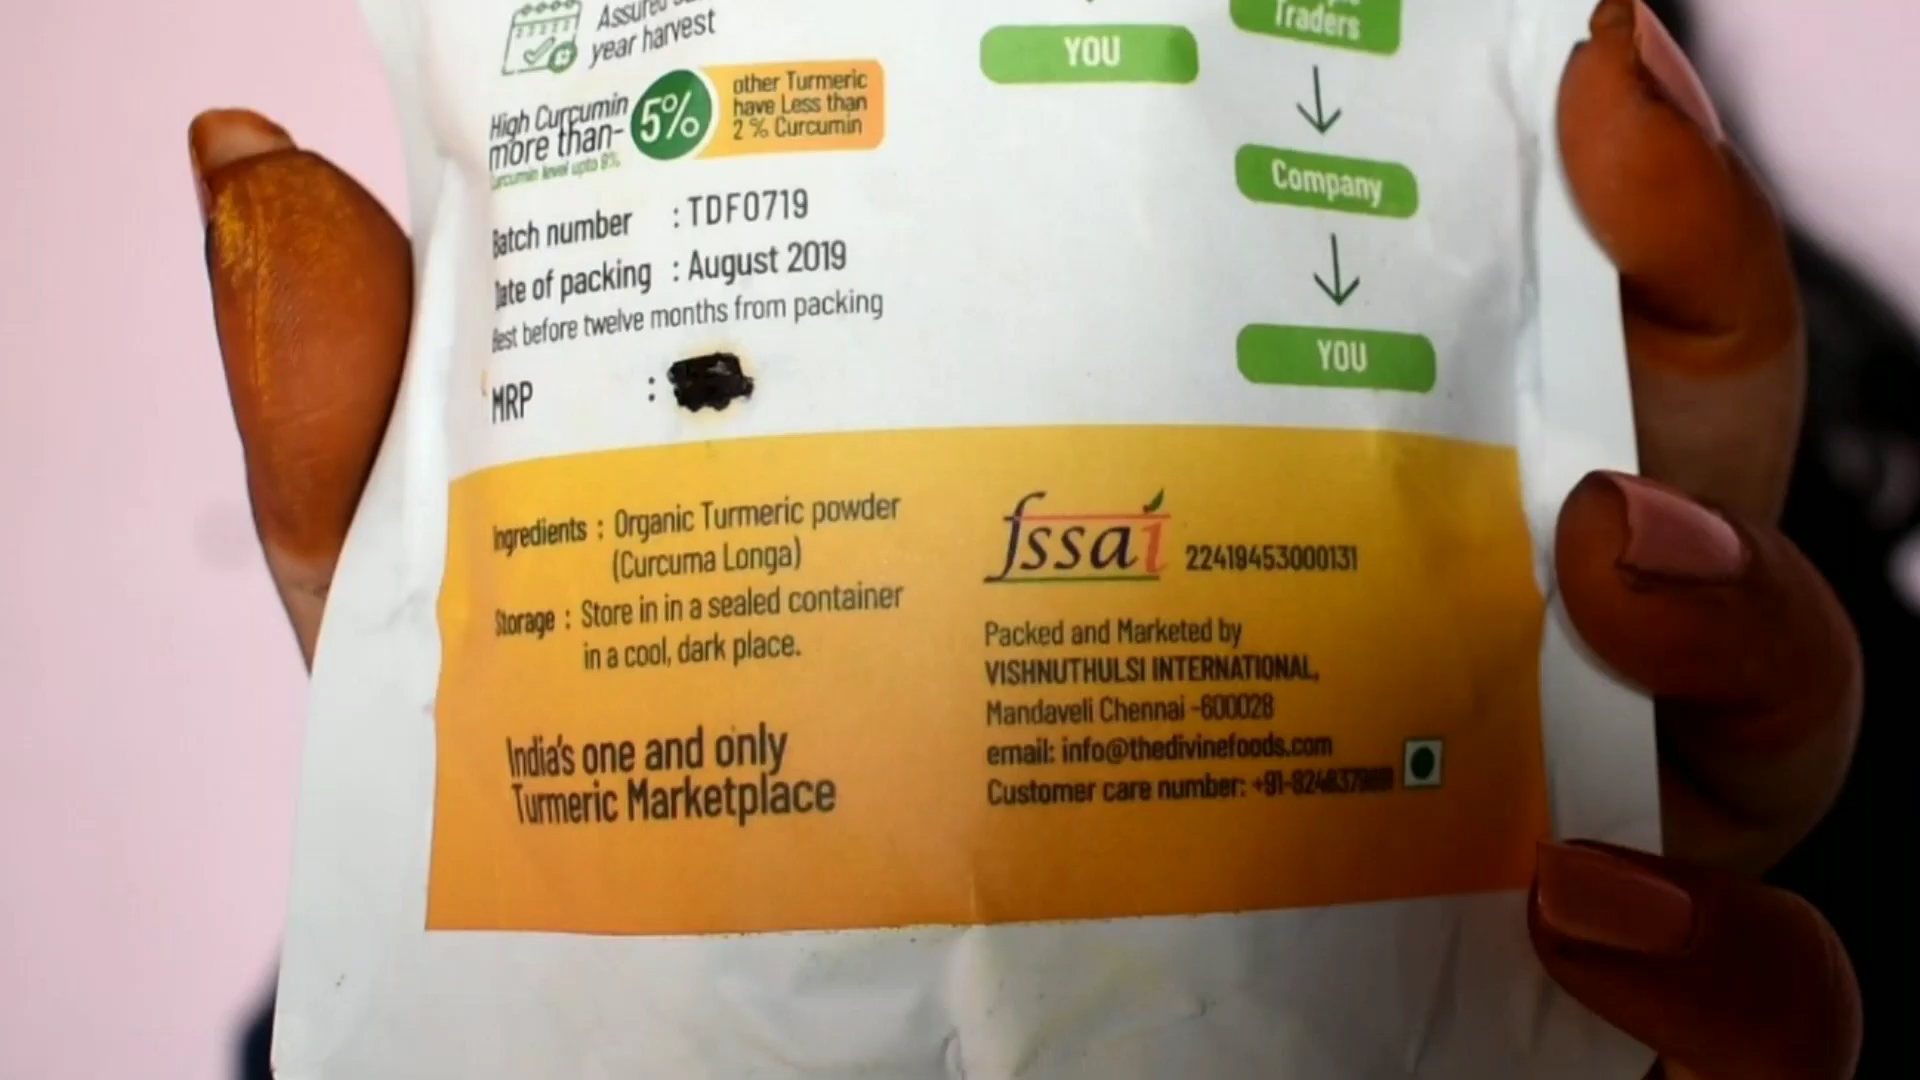 Assured
year harvest
High Curcumin
more than-
5%
curcumin level upto 9%
other Turmeric
have Less than
2 % Curcumin
Batch number : TDF0719
Date of packing : August 2019
Best before twelve months from packing
MRP :
YOU
Traders
Company
YOU
Ingredients : Organic Turmeric powder
(Curcuma Longa)
Storage : Store in in a sealed container
in a cool, dark place.
India's one and only
Turmeric Marketplace
fssai 22419453000131
Packed and Marketed by
VISHNUTHULSI INTERNATIONAL,
Mandaveli Chennai -600028
email: info@thedivinefoods.com
Customer care number: